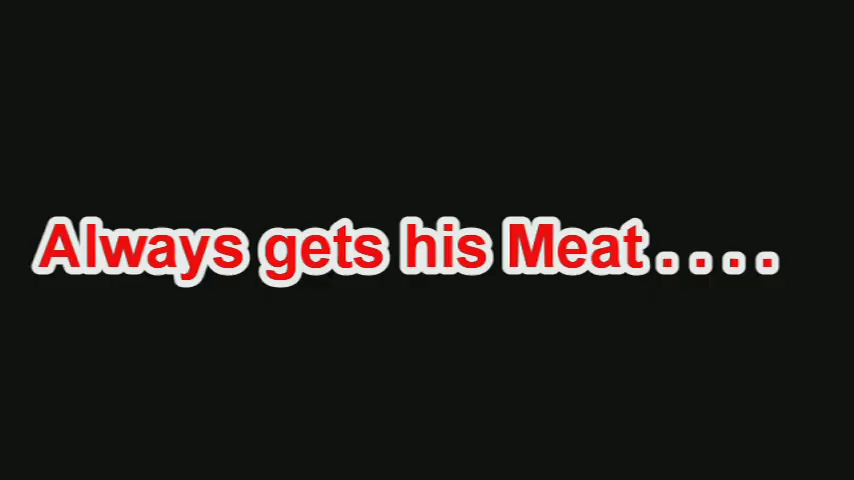 Always gets his Meat . . . .